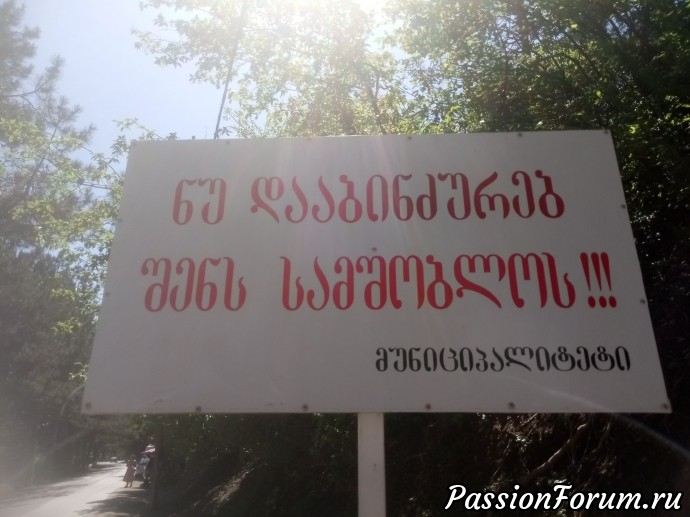 ნუ დააბინძურებ
შენს სამშობლოს!!!
მუნიციპალიტეტი
PassionForum.ru